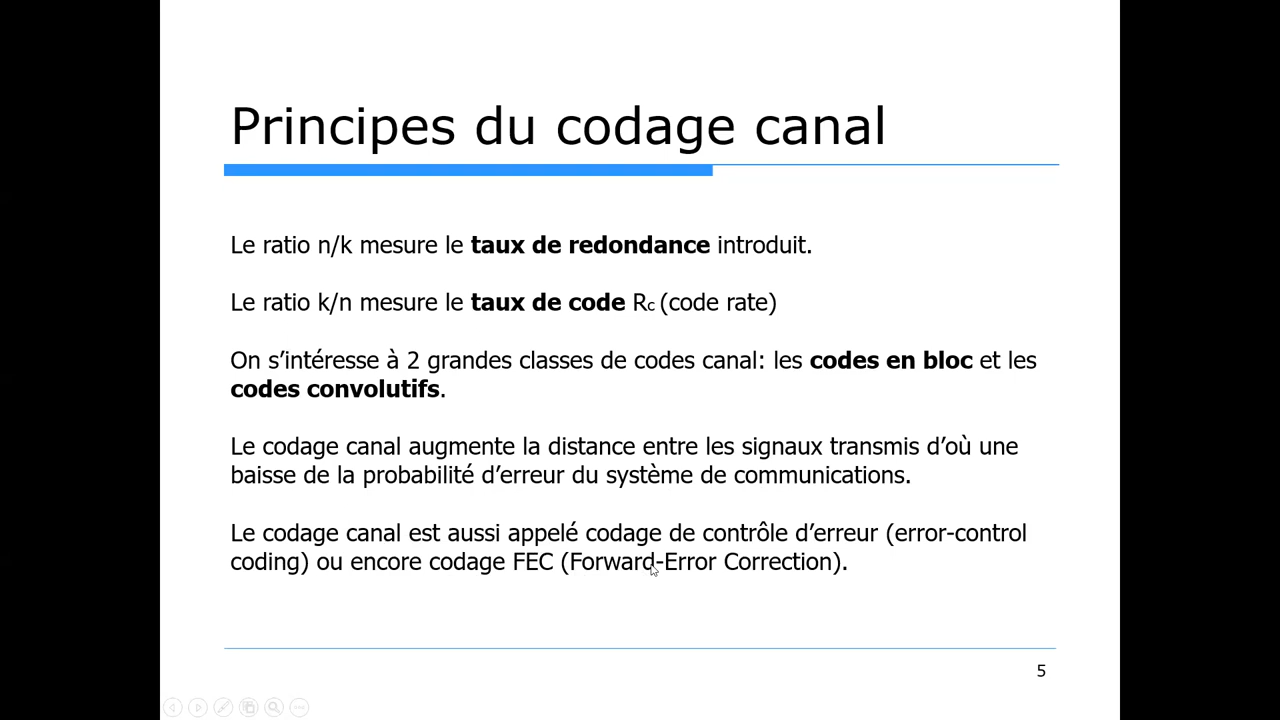 Principes du codage canal
Le ratio n/k mesure le taux de redondance introduit.
Le ratio k/n mesure le taux de code Rc (code rate)
On s’intéresse à 2 grandes classes de codes canal: les codes en bloc et les
codes convolutifs.
Le codage canal augmente la distance entre les signaux transmis d’où une
baisse de la probabilité d’erreur du système de communications.
Le codage canal est aussi appelé codage de contrôle d’erreur (error-control
coding) ou encore codage FEC (Forward-Error Correction).
5